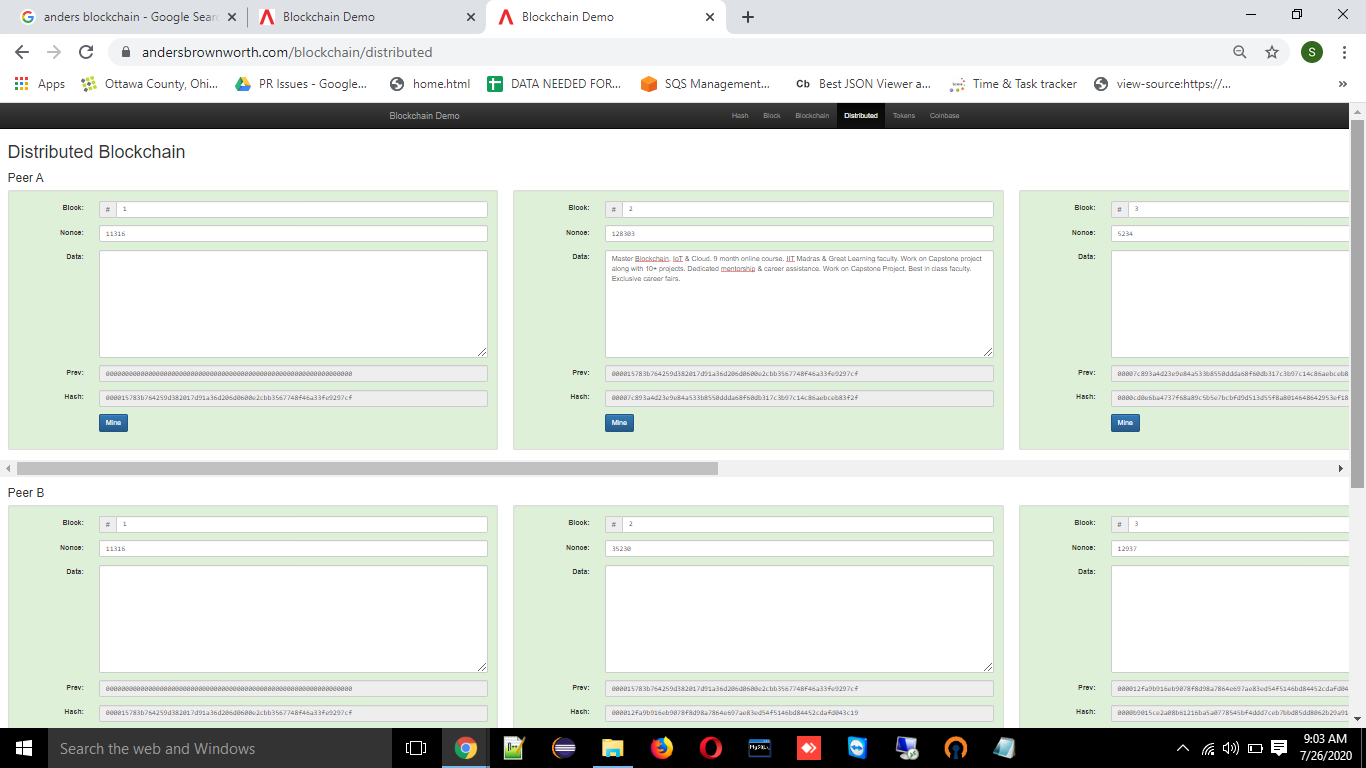 anders blockchain - Google Sear
Blockchain Demo
Blockchain Demo
andersbrownworth.com/blockchain/distributed
S
Apps
Ottawa County, Ohi...
PR Issues - Google...
home.html
DATA NEEDED FOR...
SQS Management...
Cb Best JSON Viewer a...
Time & Task tracker
view-source:https://...
»
Blockchain Demo
Hash Block Blockchain Distributed Tokens Coinbase
Distributed Blockchain
Peer A
Block: # 1
Nonce: 11316
Data:
Prev: 0000000000000000000000000000000000000000000000000000000000000000
Hash: 000015783b764259d382017d91a36d206d0600e2cbb3567748f46a33fe9297cf
Mine
Block: # 2
Nonce: 128303
Data: Master Blockchain, IoT & Cloud. 9 month online course. IIT Madras & Great Learning faculty. Work on Capstone project
along with 10+ projects. Dedicated mentorship & career assistance. Work on Capstone Project. Best in class faculty.
Exclusive career fairs.
Prev: 000015783b764259d382017d91a36d206d0600e2cbb3567748f46a33fe9297cf
Hash: 00007c893a4d23e9e84a533b8550ddda68f60db317c3b97c14c86aebceb83f2f
Mine
Block: # 3
Nonce: 5234
Data:
Prev: 00007c893a4d23e9e84a533b8550ddda68f60db317c3b97c14c86aebceb8
Hash: 0000cd0e6ba4737f68a89c5b5e7bcbfd9d513d55f8a8014648642953ef18
Mine
Peer B
Block: # 1
Nonce: 11316
Data:
Prev: 0000000000000000000000000000000000000000000000000000000000000000
Hash: 000015783b764259d382017d91a36d206d0600e2cbb3567748f46a33fe9297cf
Block: # 2
Nonce: 35230
Data:
Prev: 000015783b764259d382017d91a36d206d0600e2cbb3567748f46a33fe9297cf
Hash: 000012fa9b916eb9078f8d98a7864e697ae83ed54f5146bd84452cdafd043c19
Block: # 3
Nonce: 12937
Data:
Prev: 000012fa9b916eb9078f8d98a7864e697ae83ed54f5146bd84452cdafd04
Hash: 0000b9015ce2a08b61216ba5a0778545bf4ddd7ceb7bbd85dd8062b29a91
Search the web and Windows
MySQL
9:03 AM
7/26/2020